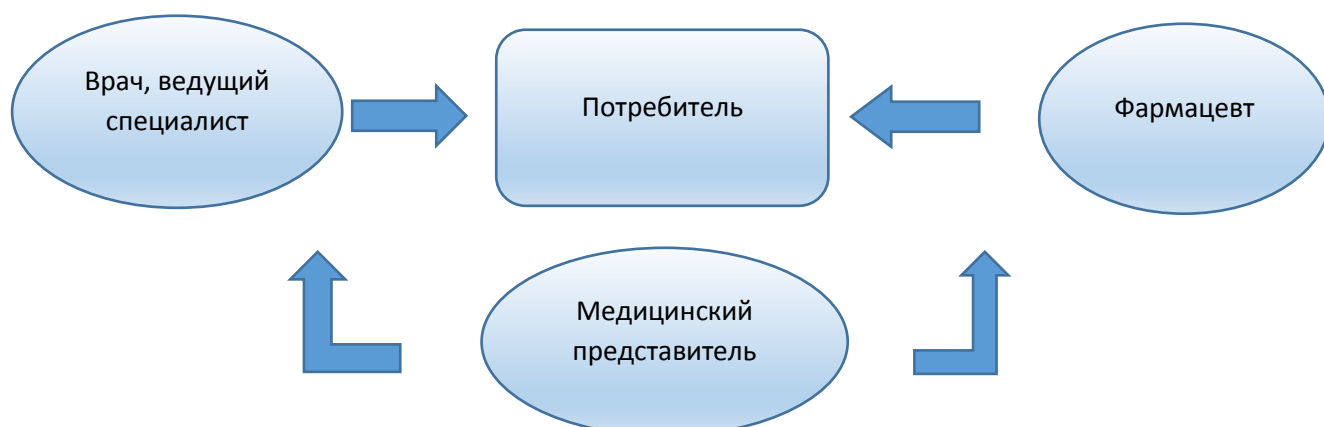 Врач, ведущий
специалист
Потребитель
Фармацевт
Медицинский
представитель